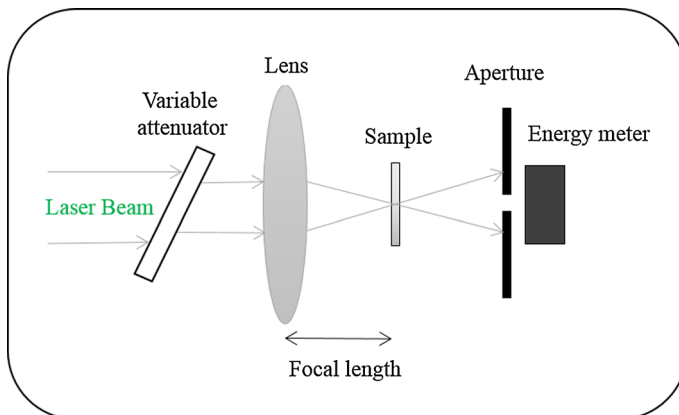 Lens
Aperture
Variable
attenuator
Sample
Energy meter
Laser Beam
Focal length